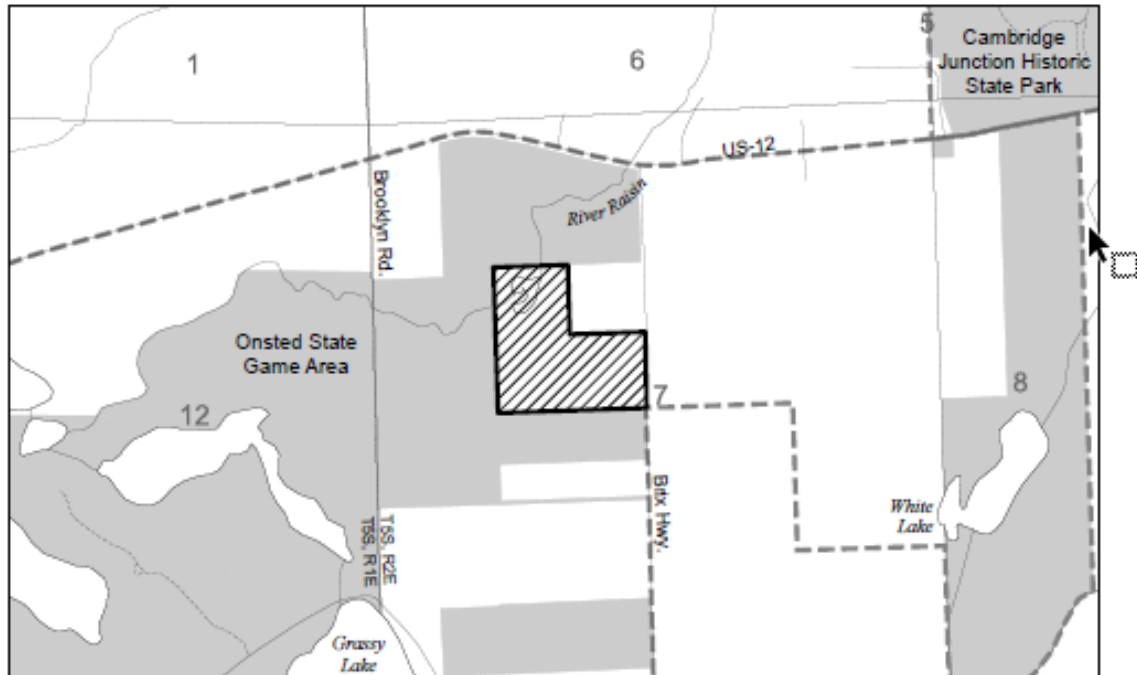 1
6
5
Cambridge
Junction Historic
State Park
US-12
Brooklyn Rd.
River Raisin
Onsted State
Game Area
12
7
8
Britx Hwy.
White
Lake
T5S, R2E
T5S, R1E
Grassy
Lake